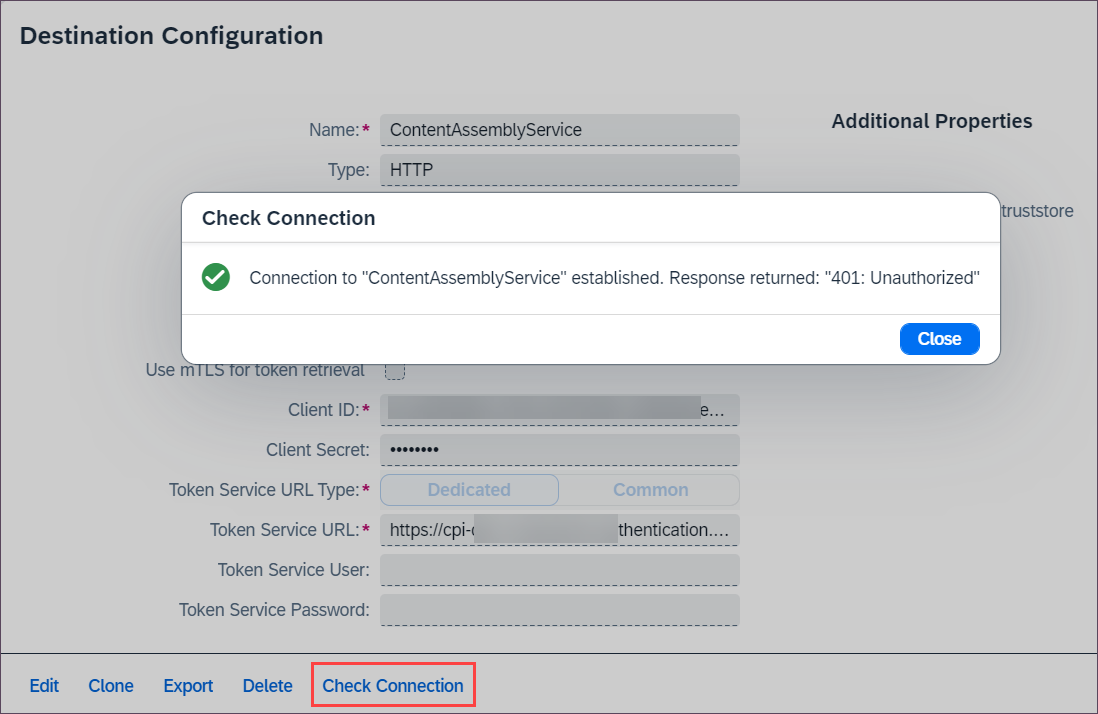 Destination Configuration
Name:* ContentAssemblyService
Additional Properties
Type: HTTP
truststore
Check Connection
Connection to "ContentAssemblyService" established. Response returned: "401: Unauthorized"
Close
Use mTLS for token retrieval
Client ID:* e...
Client Secret: ••••••••
Token Service URL Type:* Dedicated Common
Token Service URL:* https://cpi- thentication....
Token Service User:
Token Service Password:
Edit Clone Export Delete Check Connection